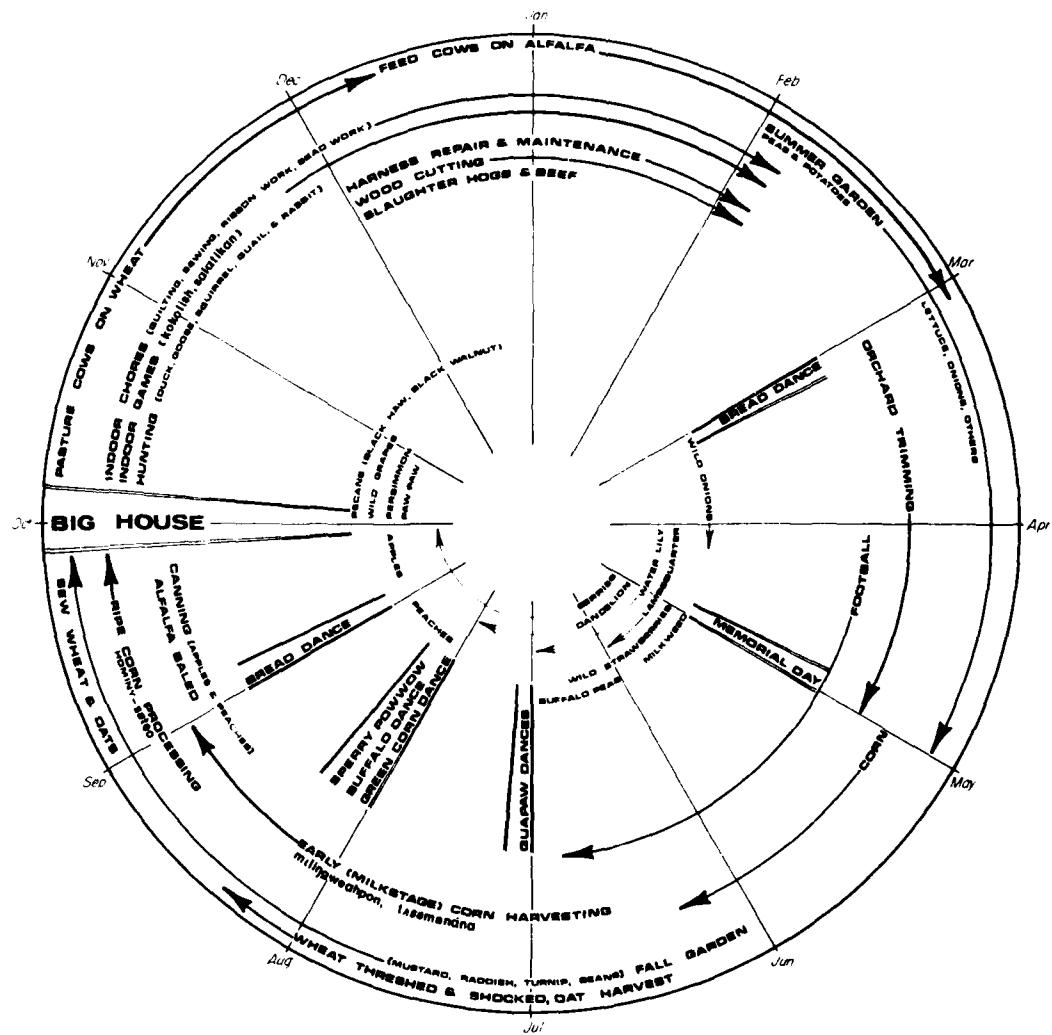 Jan
Feb
Mar
Apr
May
Jun
Jul
Aug
Sep
Oct
Nov
Dec
FEED COWS ON ALFALFA
PASTURE COWS ON WHEAT
INDOOR CHORES (QUILTING, SEWING, RIBBON WORK, BEAD WORK)
INDOOR GAMES (kokolish, salatikan)
HUNTING (DUCK, GOOSE, SQUIRREL, QUAIL, & RABBIT)
HARNESS REPAIR & MAINTENANCE
WOOD CUTTING
SLAUGHTER HOGS & BEEF
SUMMER GARDEN
PEAS & POTATOES
LETTUCE, ONIONS, OTHERS
ORCHARD TRIMMING
BREAD DANCE
WILD ONIONS
FOOTBALL
CORN
MEMORIAL DAY
WATER LILY
LAMBSQUARTER
BERRIES
DANDELION
WILD STRAWBERRIES
MILKWEED
BUFFALO PEAS
QUAPAW DANCES
SPERRY POWWOW
BUFFALO DANCE
GREEN CORN DANCE
EARLY (MILKSTAGE) CORN HARVESTING
(MUSTARD, RADDISH, TURNIP, BEANS) FALL GARDEN
WHEAT THRESHED & SHOCKED, OAT HARVEST
BREAD DANCE
PEACHES
APPLES
CANNING (APPLES & PEACHES)
ALFALFA BALED
RIPE CORN PROCESSING
SEW WHEAT & OATS
BIG HOUSE
PECANS (BLACK HAW, BLACK WALNUT)
WILD GRAPES
PERSIMMON
PAW PAW